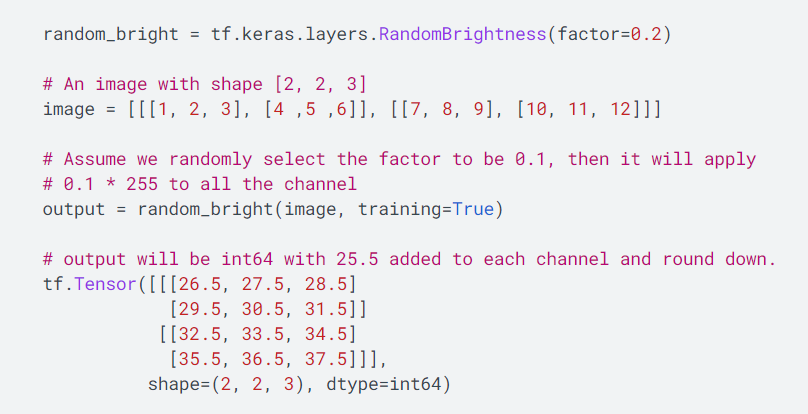 random_bright = tf.keras.layers.RandomBrightness(factor=0.2)
# An image with shape [2, 2, 3]
image = [[[1, 2, 3], [4 ,5 ,6]], [[7, 8, 9], [10, 11, 12]]]
# Assume we randomly select the factor to be 0.1, then it will apply
# 0.1 * 255 to all the channel
output = random_bright(image, training=True)
# output will be int64 with 25.5 added to each channel and round down.
tf.Tensor([[[26.5, 27.5, 28.5]
[29.5, 30.5, 31.5]]
[[32.5, 33.5, 34.5]
[35.5, 36.5, 37.5]]],
shape=(2, 2, 3), dtype=int64)